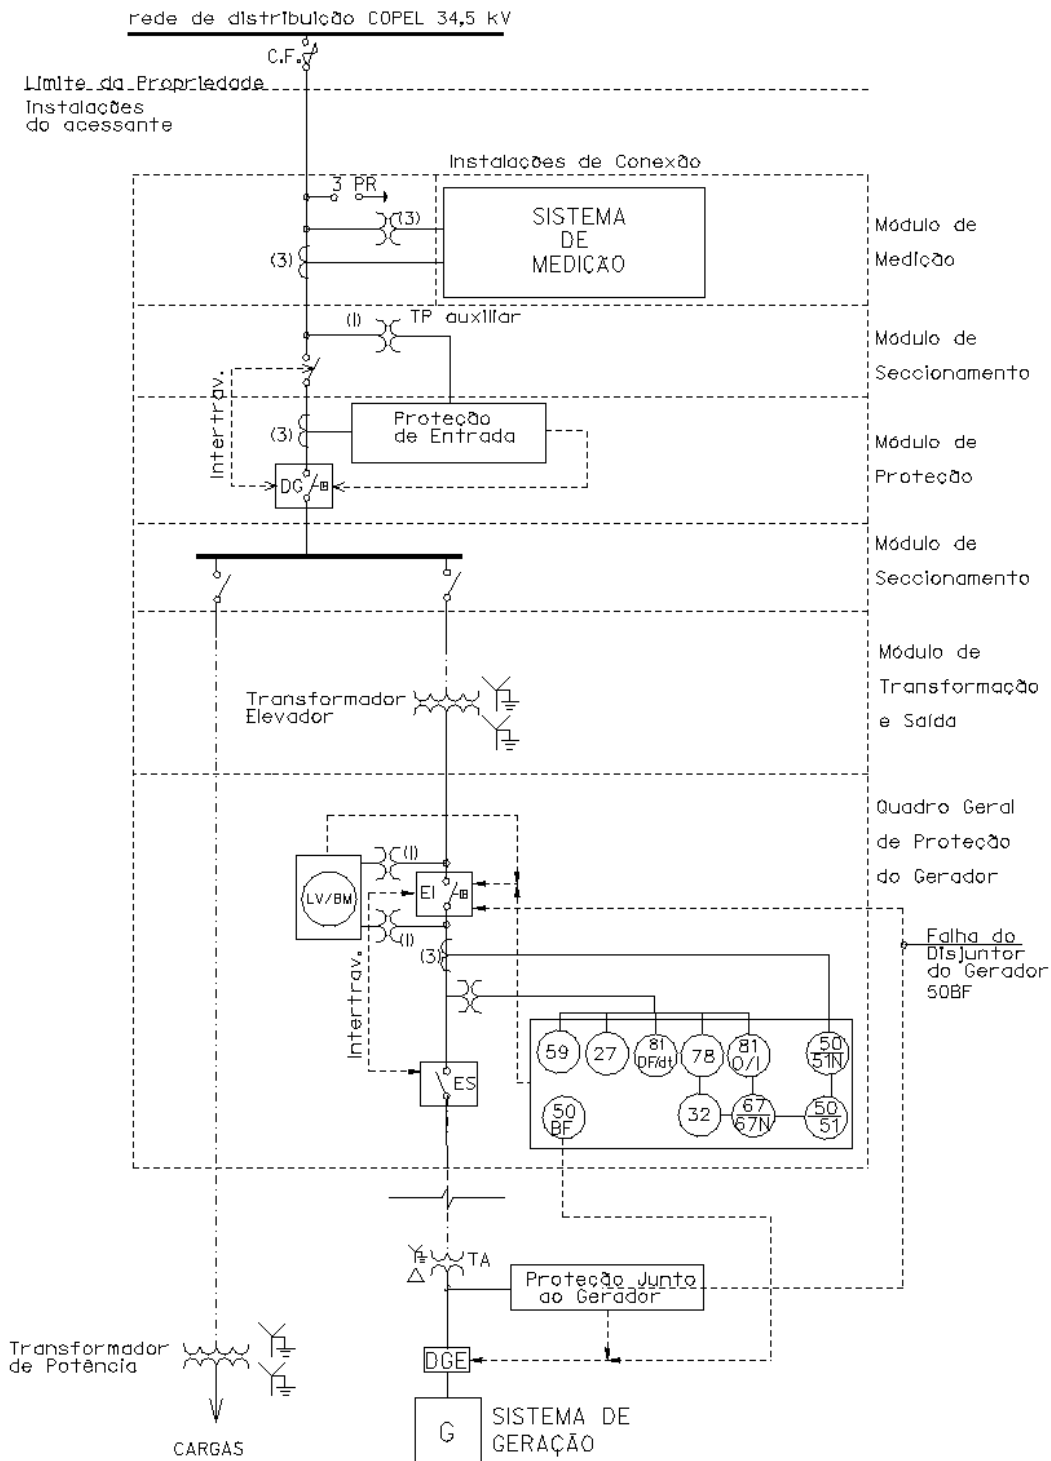 rede de distribuição COPEL 34,5 kV
C.F.
Limite da Propriedade
Instalações
do acessante
Instalações de Conexão
3 PR
(3)
SISTEMA
DE
MEDIÇÃO
(3)
Módulo de
Medição
(1)
TP auxiliar
Módulo de
Seccionamento
Intertrav.
(3)
Proteção
de Entrada
DG
Módulo de
Proteção
Módulo de
Seccionamento
Transformador
Elevador
Módulo de
Transformação
e Saída
Quadro Geral
de Proteção
do Gerador
(1)
LV/BM
EI
(1)
(3)
Intertrav.
Falha do
Disjuntor
do Gerador
50BF
59
27
81
DF/dt
78
81
O/I
50
51N
ES
50
BF
32
67
67N
50
51
TA
Proteção Junto
ao Gerador
Transformador
de Potência
DGE
CARGAS
G
SISTEMA DE
GERAÇÃO